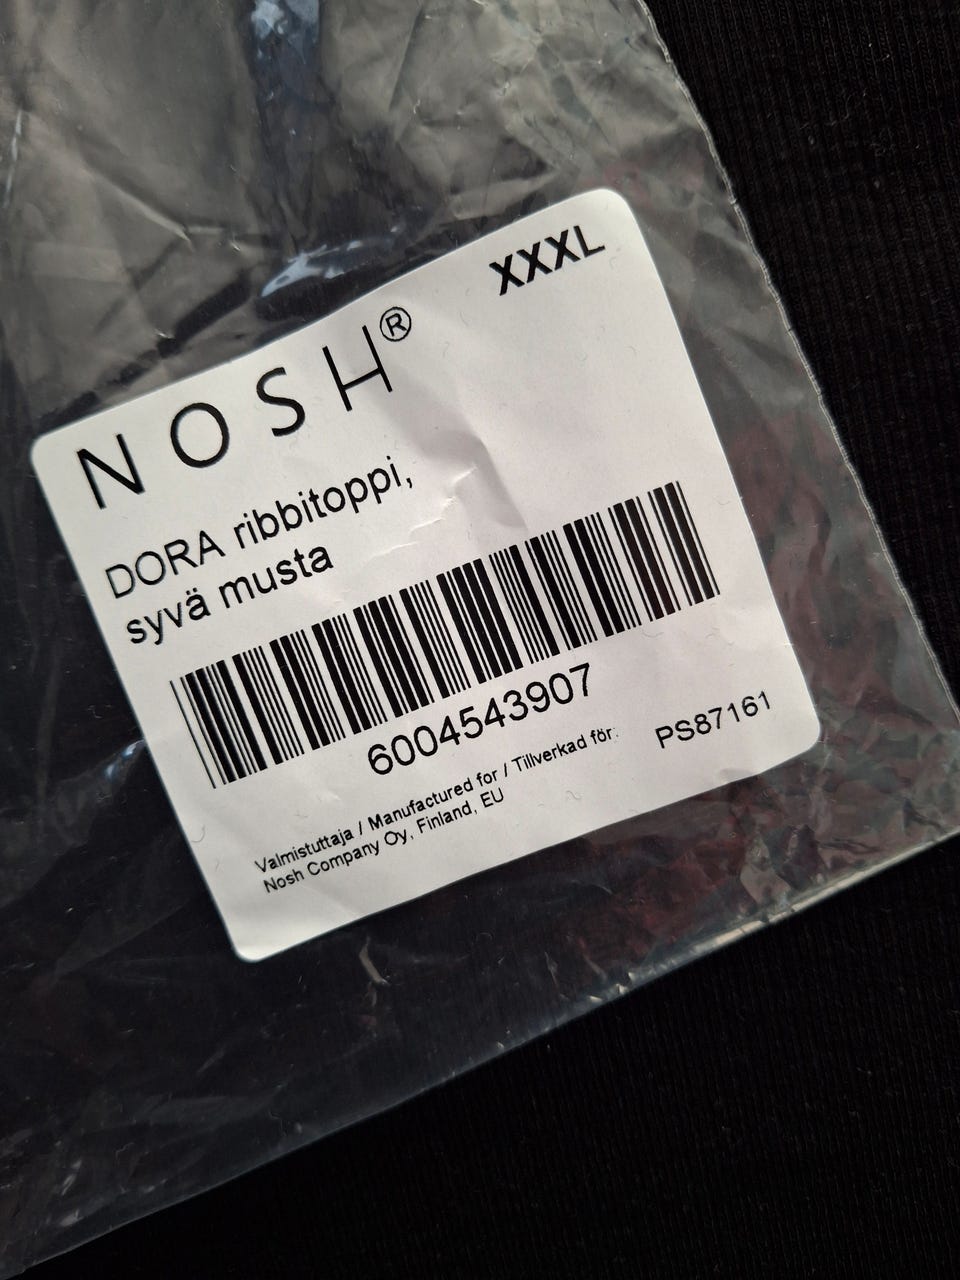 XXXL
NOSH®
DORA ribbitoppi,
syvä musta
6004543907
PS87161
Valmistuttaja / Manufactured for / Tillverkad för:
Nosh Company Oy, Finland, EU